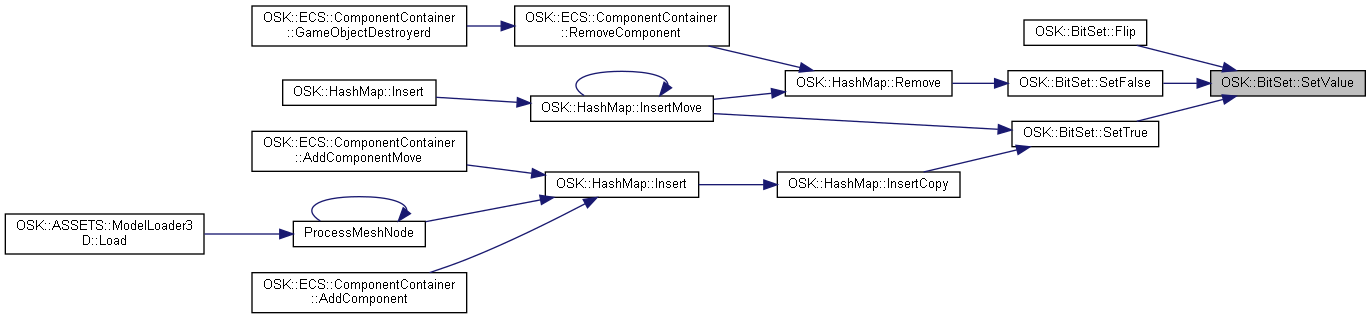 OSK::ECS::ComponentContainer
::GameObjectDestroyerd
OSK::ECS::ComponentContainer
::RemoveComponent
OSK::BitSet::Flip
OSK::HashMap::Insert
OSK::HashMap::InsertMove
OSK::HashMap::Remove
OSK::BitSet::SetFalse
OSK::BitSet::SetValue
OSK::BitSet::SetTrue
OSK::ECS::ComponentContainer
::AddComponentMove
OSK::HashMap::Insert
OSK::HashMap::InsertCopy
OSK::ASSETS::ModelLoader3
D::Load
ProcessMeshNode
OSK::ECS::ComponentContainer
::AddComponent